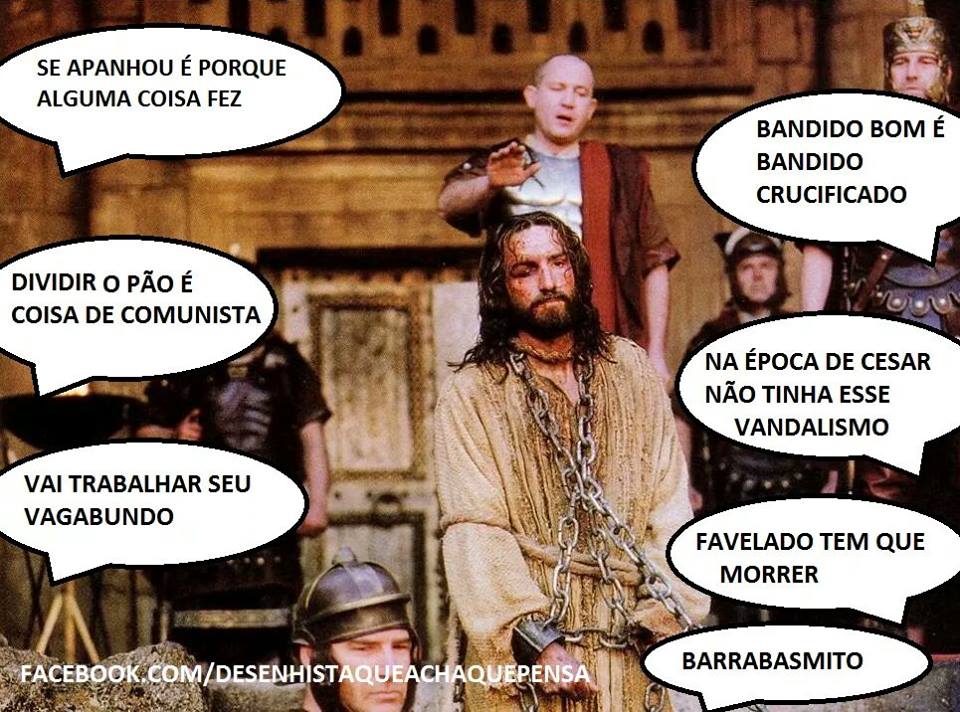 SE APANHOU É PORQUE
ALGUMA COISA FEZ
BANDIDO BOM É
BANDIDO
CRUCIFICADO
DIVIDIR O PÃO É
COISA DE COMUNISTA
NA ÉPOCA DE CESAR
NÃO TINHA ESSE
VANDALISMO
VAI TRABALHAR SEU
VAGABUNDO
FAVELADO TEM QUE
MORRER
BARRABASMITO
FACEBOOK.COM/DESENHISTAQUEACHAQUEPENSA